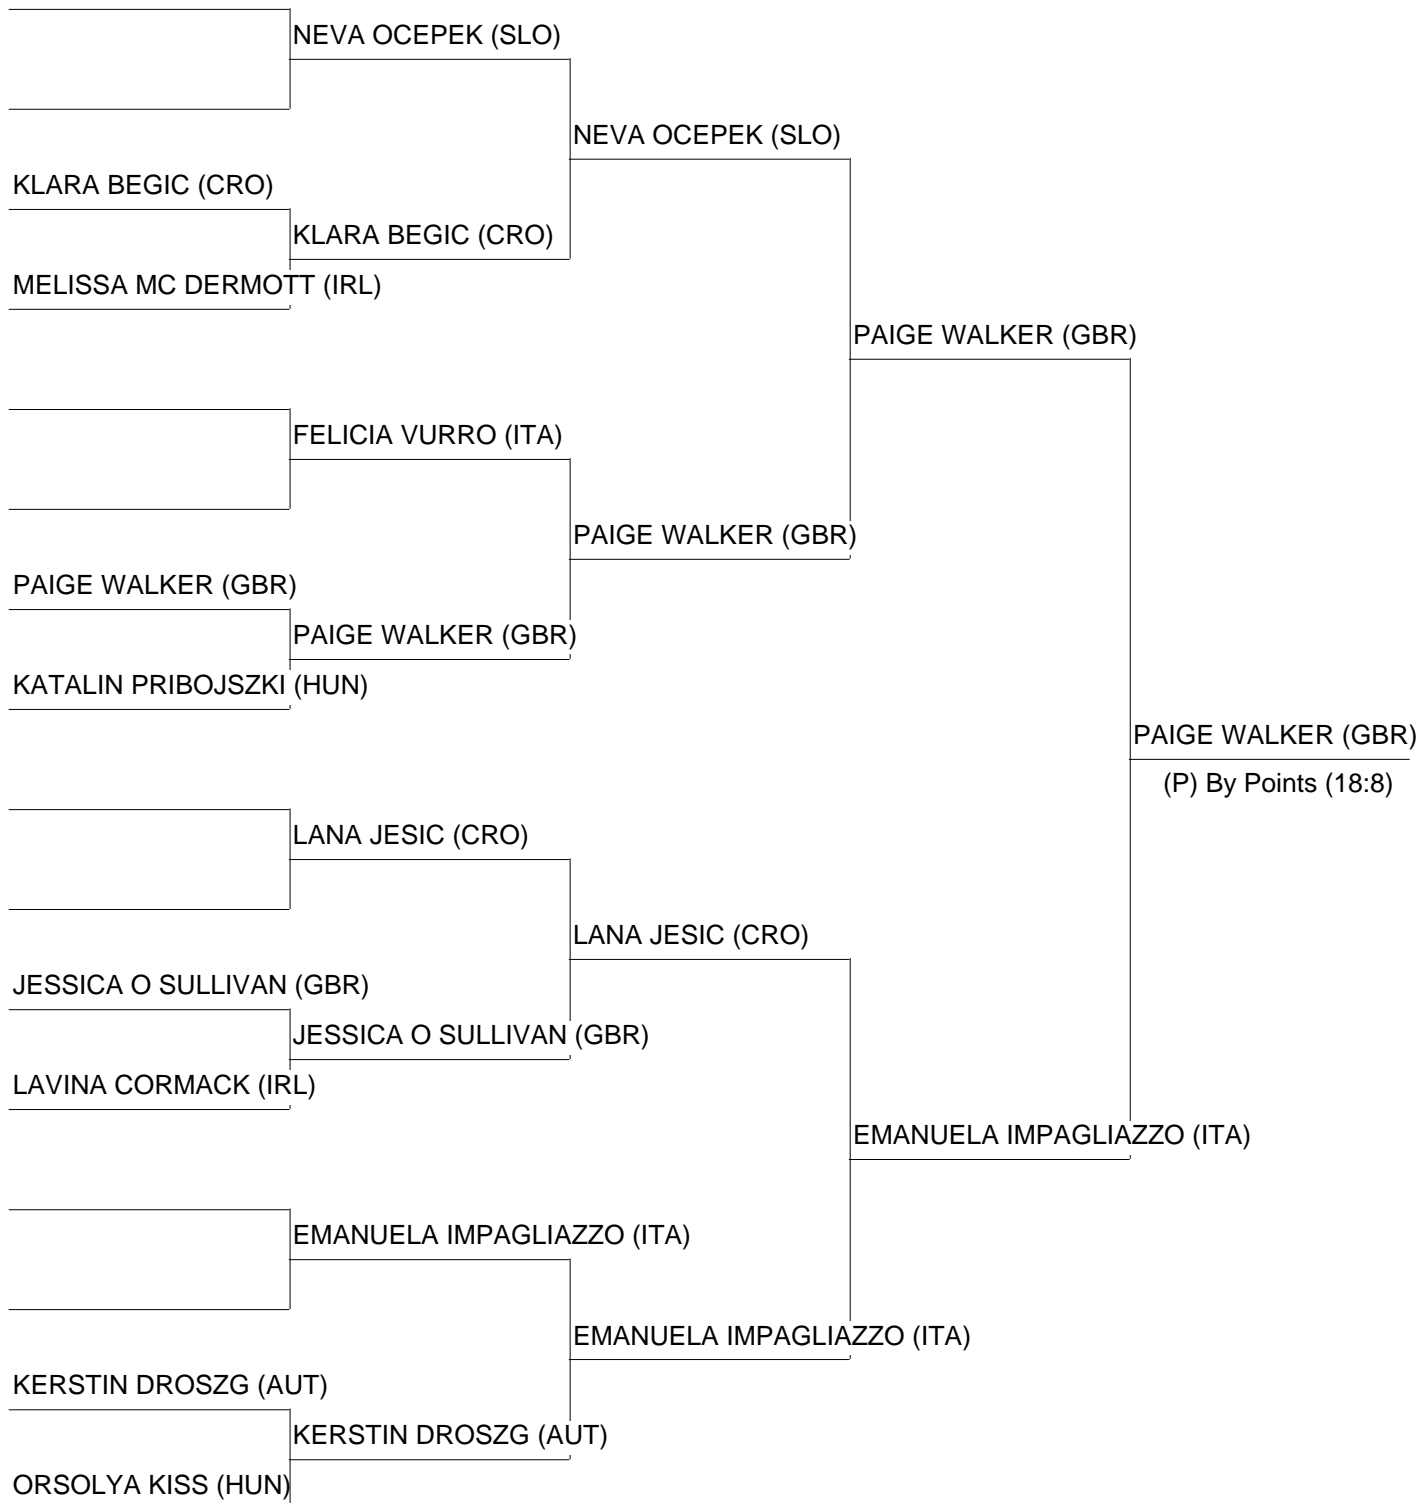 NEVA OCEPEK (SLO)
NEVA OCEPEK (SLO)
KLARA BEGIC (CRO)
KLARA BEGIC (CRO)
MELISSA MC DERMOTT (IRL)
PAIGE WALKER (GBR)
FELICIA VURRO (ITA)
PAIGE WALKER (GBR)
PAIGE WALKER (GBR)
PAIGE WALKER (GBR)
KATALIN PRIBOJSZKI (HUN)
PAIGE WALKER (GBR)
(P) By Points (18:8)
LANA JESIC (CRO)
LANA JESIC (CRO)
JESSICA O SULLIVAN (GBR)
JESSICA O SULLIVAN (GBR)
LAVINA CORMACK (IRL)
EMANUELA IMPAGLIAZZO (ITA)
EMANUELA IMPAGLIAZZO (ITA)
EMANUELA IMPAGLIAZZO (ITA)
KERSTIN DROSZG (AUT)
KERSTIN DROSZG (AUT)
ORSOLYA KISS (HUN)